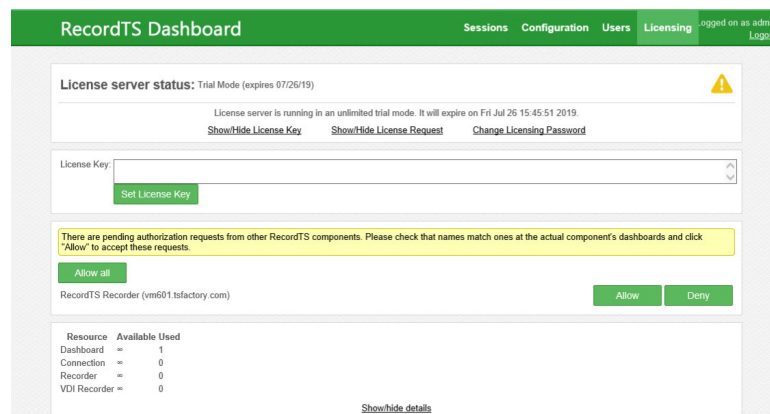 RecordTS Dashboard
Sessions Configuration Users Licensing
ogged on as adm
Logo
License server status: Trial Mode (expires 07/26/19)
License server is running in an unlimited trial mode. It will expire on Fri Jul 26 15:45:51 2019.
Show/Hide License Key Show/Hide License Request Change Licensing Password
License Key:
Set License Key
There are pending authorization requests from other RecordTS components. Please check that names match ones at the actual component's dashboards and click
"Allow" to accept these requests.
Allow all
RecordTS Recorder (vm601.tsfactory.com) Allow Deny
Resource Available Used
Dashboard ∞ 1
Connection ∞ 0
Recorder ∞ 0
VDI Recorder ∞ 0
Show/hide details